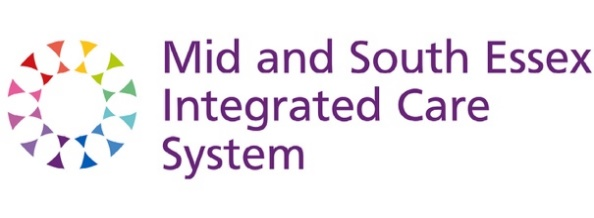 Mid and South Essex
Integrated Care
System